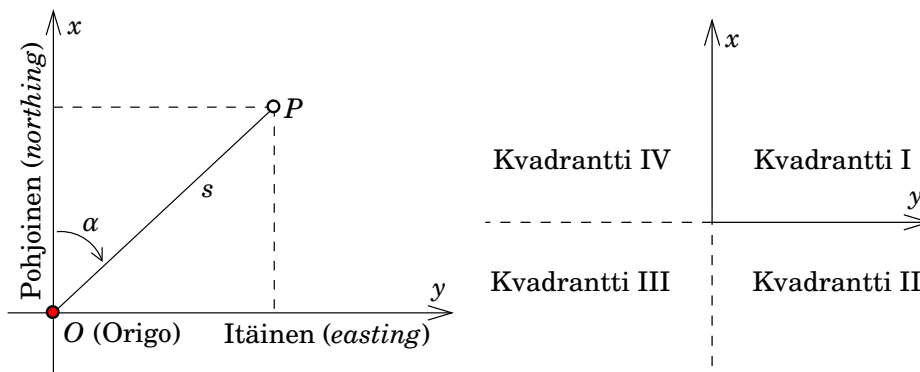 x
Pohjoinen (northing)
P
s
α
y
O (Origo)
Itäinen (easting)
x
Kvadrantti IV
Kvadrantti I
y
Kvadrantti III
Kvadrantti II